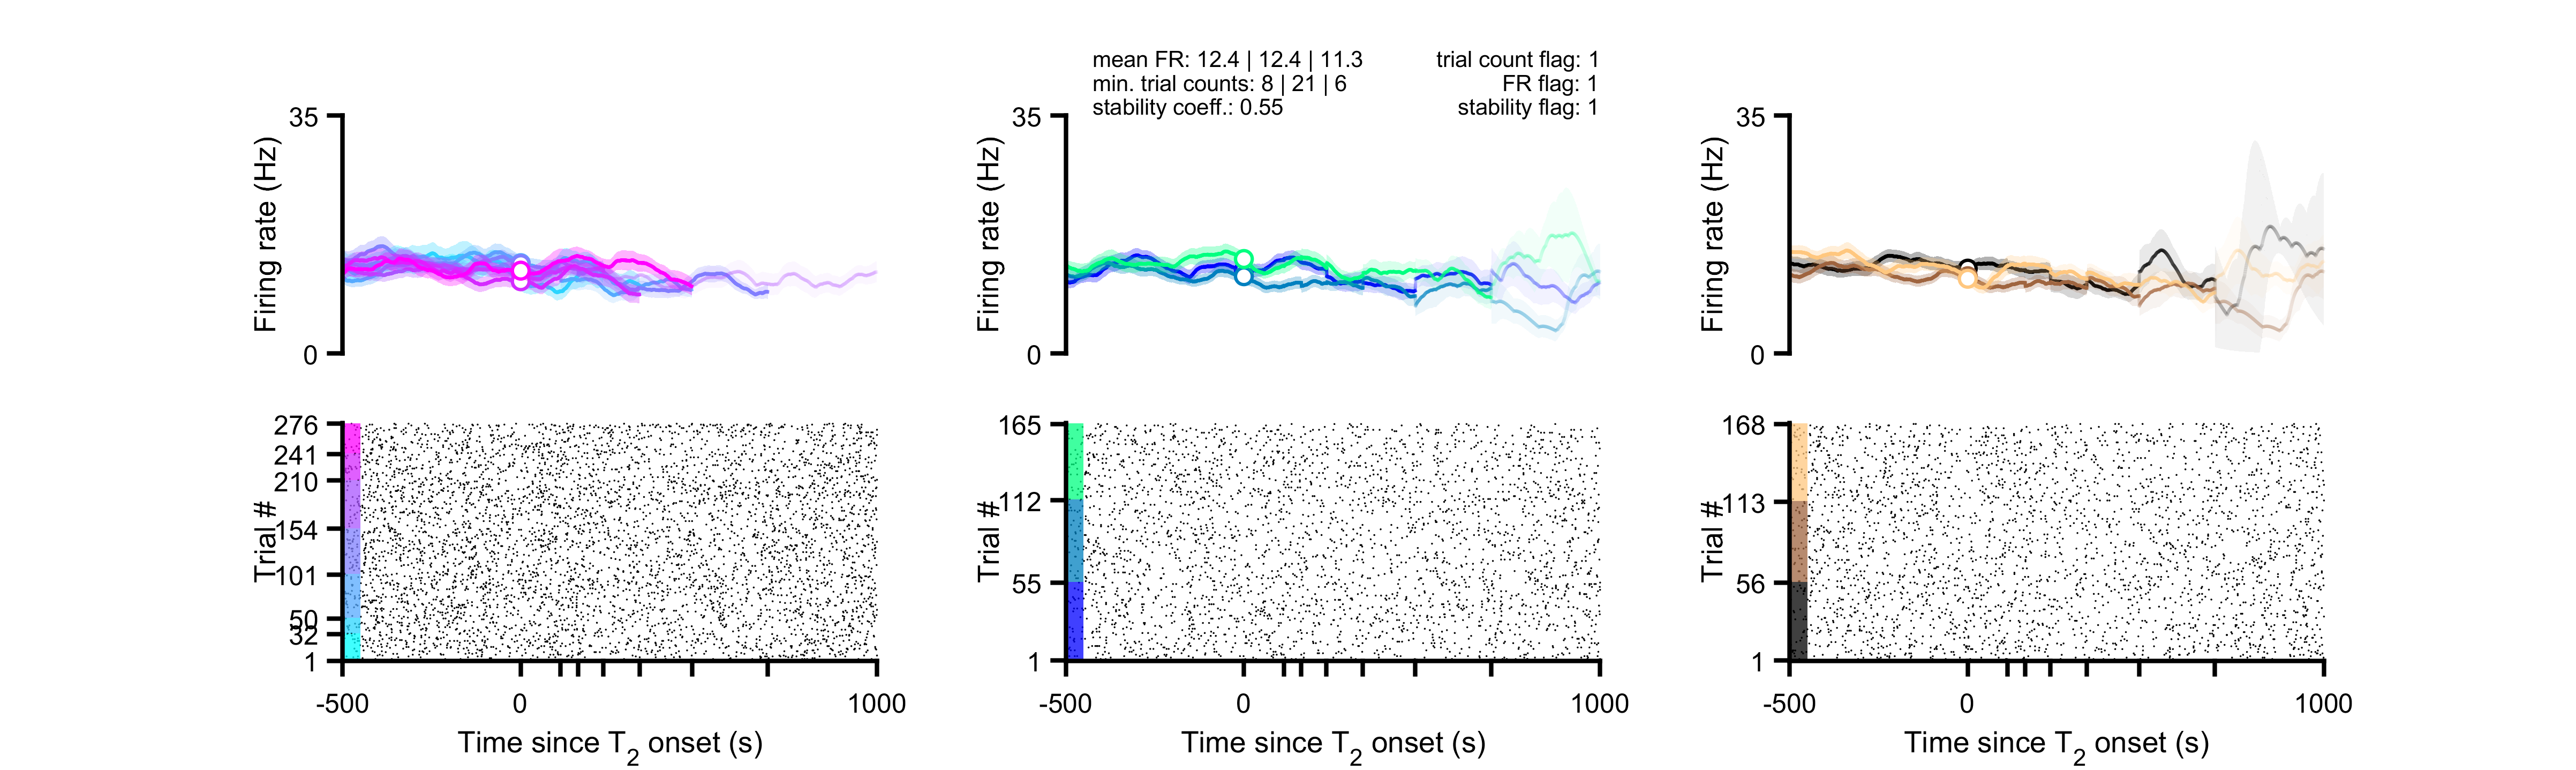 mean FR: 12.4 | 12.4 | 11.3
min. trial counts: 8 | 21 | 6
stability coeff.: 0.55
trial count flag: 1
FR flag: 1
stability flag: 1
35
Firing rate (Hz)
0
35
Firing rate (Hz)
0
35
Firing rate (Hz)
0
276
241
210
154
101
50
32
1
Trial #
-500
0
1000
Time since T2 onset (s)
165
112
55
1
Trial #
-500
0
1000
Time since T2 onset (s)
168
113
56
1
Trial #
-500
0
1000
Time since T2 onset (s)